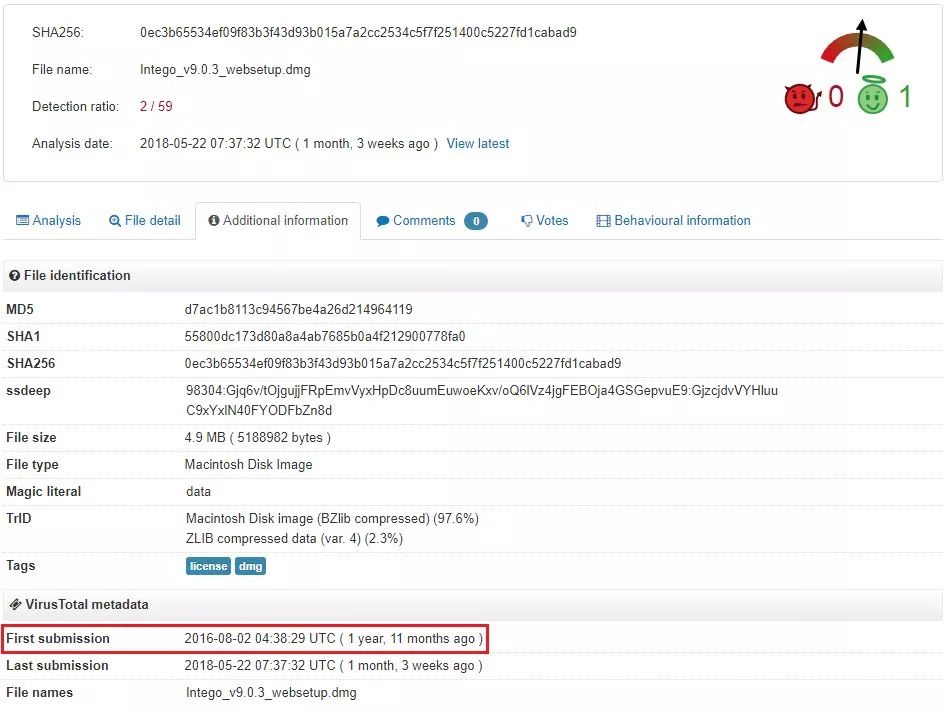 SHA256: 0ec3b65534ef09f83b3f43d93b015a7a2cc2534c5f7f251400c5227fd1cabad9
File name: Intego_v9.0.3_websetup.dmg
Detection ratio: 2 / 59
Analysis date: 2018-05-22 07:37:32 UTC ( 1 month, 3 weeks ago ) View latest
0 1
Analysis File detail Additional information Comments 0 Votes Behavioural information
File identification
MD5 d7ac1b8113c94567be4a26d214964119
SHA1 55800dc173d80a8a4ab7685b0a4f212900778fa0
SHA256 0ec3b65534ef09f83b3f43d93b015a7a2cc2534c5f7f251400c5227fd1cabad9
ssdeep 98304:Gjq6v/tOjgujjFRpEmvVyxHpDc8uumEuwoeKxv/oQ6IVz4jgFEBOja4GSGepvuE9:GjzcjdvVYHluu
C9xYxIN40FYODFbZn8d
File size 4.9 MB ( 5188982 bytes )
File type Macintosh Disk Image
Magic literal data
TrID Macintosh Disk image (BZlib compressed) (97.6%)
ZLIB compressed data (var. 4) (2.3%)
Tags license dmg
VirusTotal metadata
First submission 2016-08-02 04:38:29 UTC ( 1 year, 11 months ago )
Last submission 2018-05-22 07:37:32 UTC ( 1 month, 3 weeks ago )
File names Intego_v9.0.3_websetup.dmg